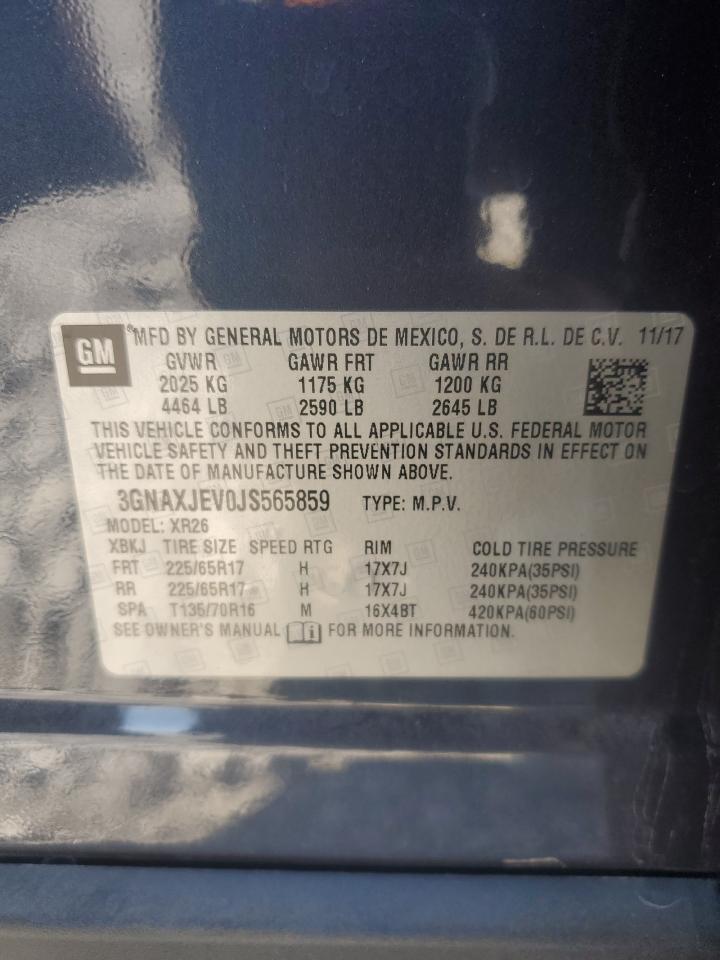 GM ® MFD BY GENERAL MOTORS DE MEXICO, S. DE R.L. DE C.V. 11/17
GVWR GAWR FRT GAWR RR
2025 KG 1175 KG 1200 KG
4464 LB 2590 LB 2645 LB
THIS VEHICLE CONFORMS TO ALL APPLICABLE U.S. FEDERAL MOTOR
VEHICLE SAFETY AND THEFT PREVENTION STANDARDS IN EFFECT ON
THE DATE OF MANUFACTURE SHOWN ABOVE.
3GNAXJEV0JS565859 TYPE: M.P.V.
MODEL: XR26
XBKJ TIRE SIZE SPEED RTG RIM COLD TIRE PRESSURE
FRT 225/65R17 H 17X7J 240KPA(35PSI)
RR 225/65R17 H 17X7J 240KPA(35PSI)
SPA T135/70R16 M 16X4BT 420KPA(60PSI)
SEE OWNER'S MANUAL FOR MORE INFORMATION.